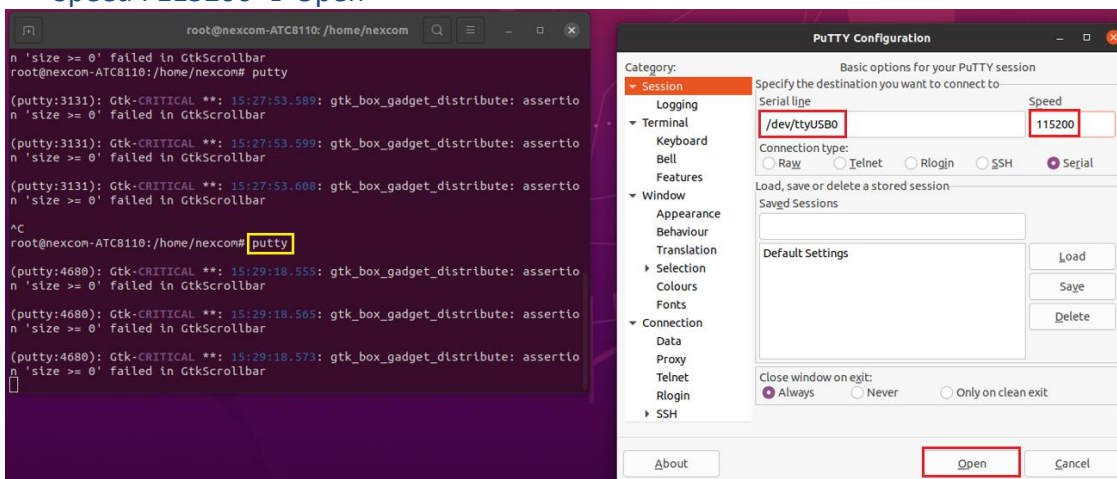 Speed : 115200 → Open
root@nexcom-ATC8110: /home/nexcom
n 'size >= 0' failed in GtkScrollbar
root@nexcom-ATC8110:/home/nexcom# putty
(putty:3131): Gtk-CRITICAL **: 15:27:53.589: gtk_box_gadget_distribute: assertio
n 'size >= 0' failed in GtkScrollbar
(putty:3131): Gtk-CRITICAL **: 15:27:53.599: gtk_box_gadget_distribute: assertio
n 'size >= 0' failed in GtkScrollbar
(putty:3131): Gtk-CRITICAL **: 15:27:53.608: gtk_box_gadget_distribute: assertio
n 'size >= 0' failed in GtkScrollbar
^C
root@nexcom-ATC8110:/home/nexcom# putty
(putty:4680): Gtk-CRITICAL **: 15:29:18.555: gtk_box_gadget_distribute: assertio
n 'size >= 0' failed in GtkScrollbar
(putty:4680): Gtk-CRITICAL **: 15:29:18.565: gtk_box_gadget_distribute: assertio
n 'size >= 0' failed in GtkScrollbar
(putty:4680): Gtk-CRITICAL **: 15:29:18.573: gtk_box_gadget_distribute: assertio
n 'size >= 0' failed in GtkScrollbar
PuTTY Configuration
Category:
Session
Logging
Terminal
Keyboard
Bell
Features
Window
Appearance
Behaviour
Translation
Selection
Colours
Fonts
Connection
Data
Proxy
Telnet
Rlogin
SSH
Basic options for your PuTTY session
Specify the destination you want to connect to
Serial line Speed
/dev/ttyUSB0 115200
Connection type:
Raw Telnet Rlogin SSH Serial
Load, save or delete a stored session
Saved Sessions
Default Settings
Load
Save
Delete
Close window on exit:
Always Never Only on clean exit
About Open Cancel